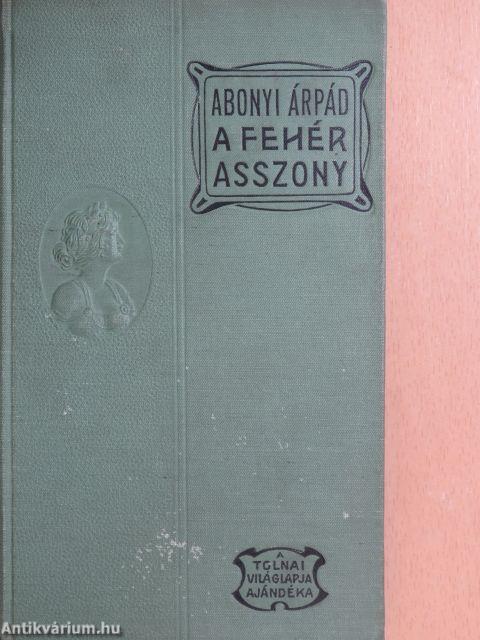 ABONYI ÁRPÁD
A FEHÉR
ASSZONY
A
TOLNAI
VILÁGLAPJA
AJÁNDÉKA
Antikvárium.hu